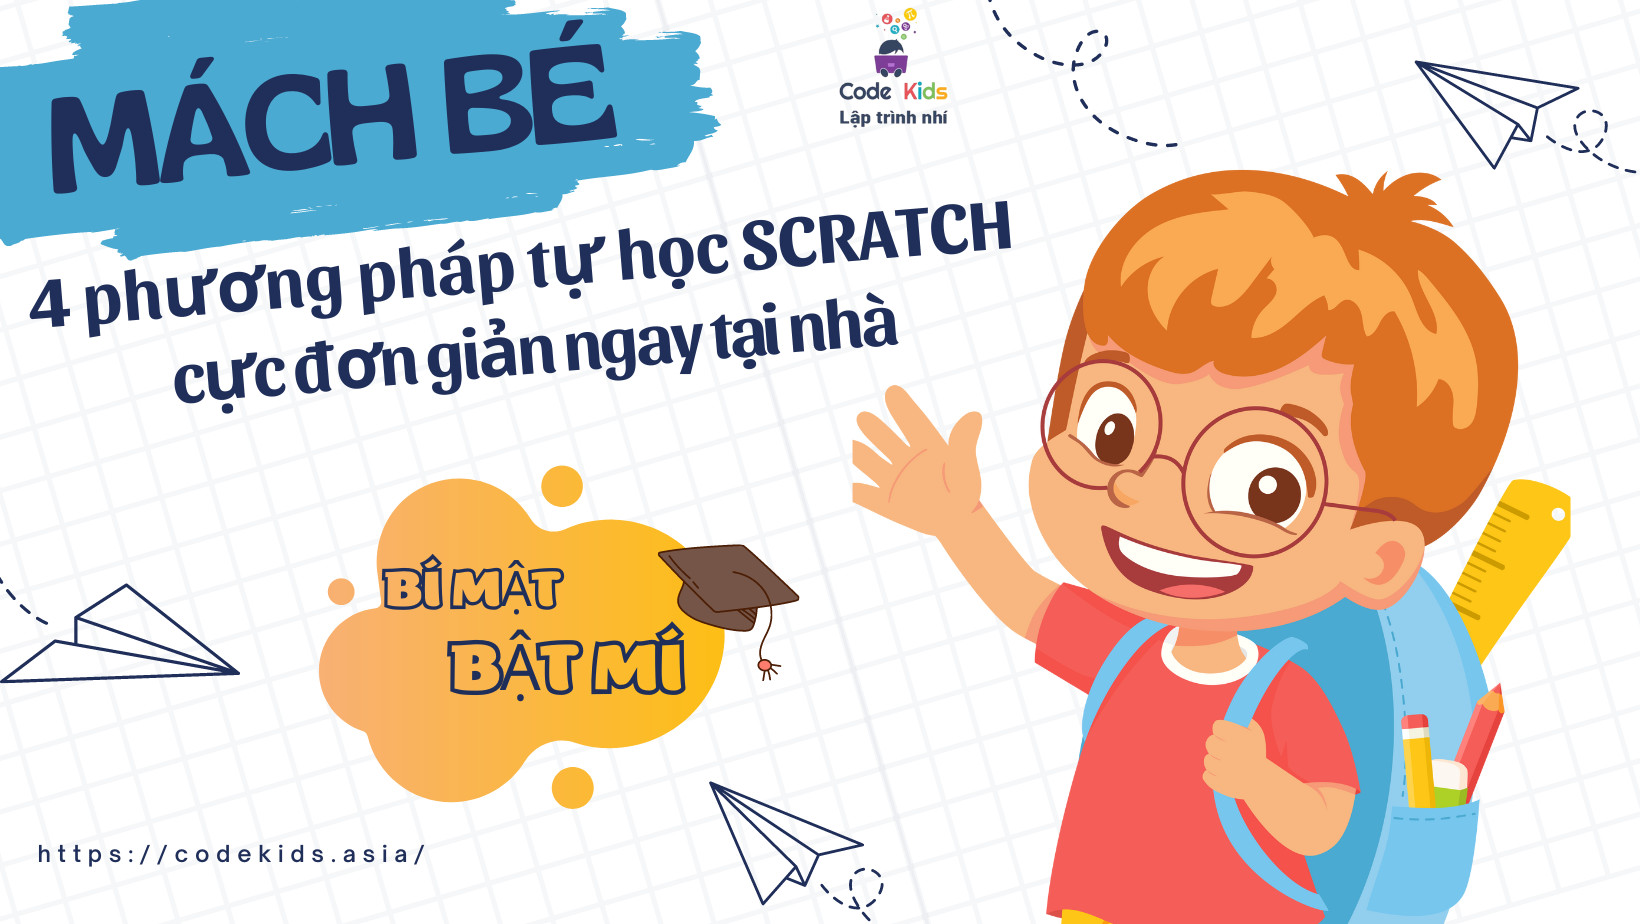 MÁCH BÉ
Code Kids
Lập trình nhí
4 phương pháp tự học SCRATCH
cực đơn giản ngay tại nhà
BÍ MẬT
BẬT MÍ
https://codekids.asia/